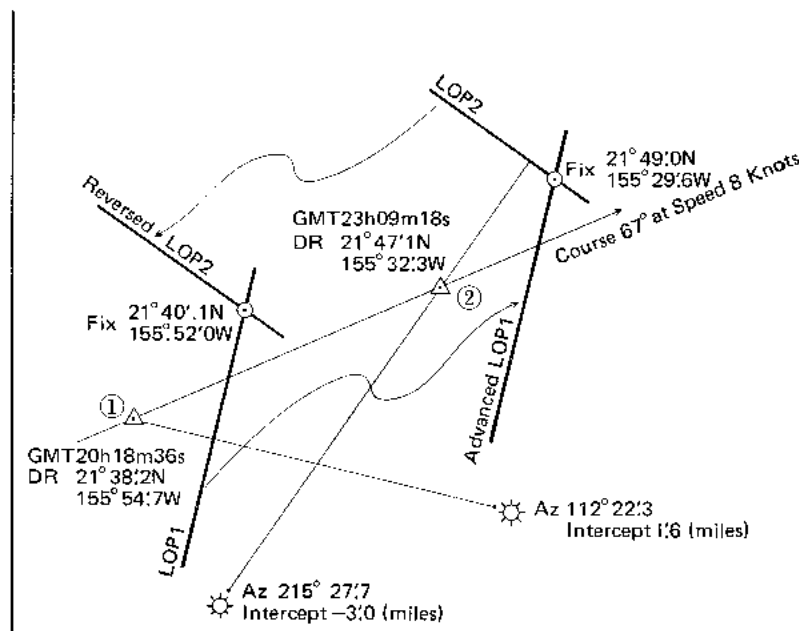 LOP2
Fix 21°49'.0N
155°29'.6W
Reversed LOP2
GMT23h09m18s
DR 21°47'.1N
155°32'.3W
②
Course 67° at Speed 8 Knots
Fix 21°40'.1N
155°52'.0W
①
GMT20h18m36s
DR 21°38'.2N
155°54'.7W
LOP1
Advanced LOP1
Az 112°22'.3
Intercept 1'.6 (miles)
Az 215° 27'.7
Intercept −3'.0 (miles)